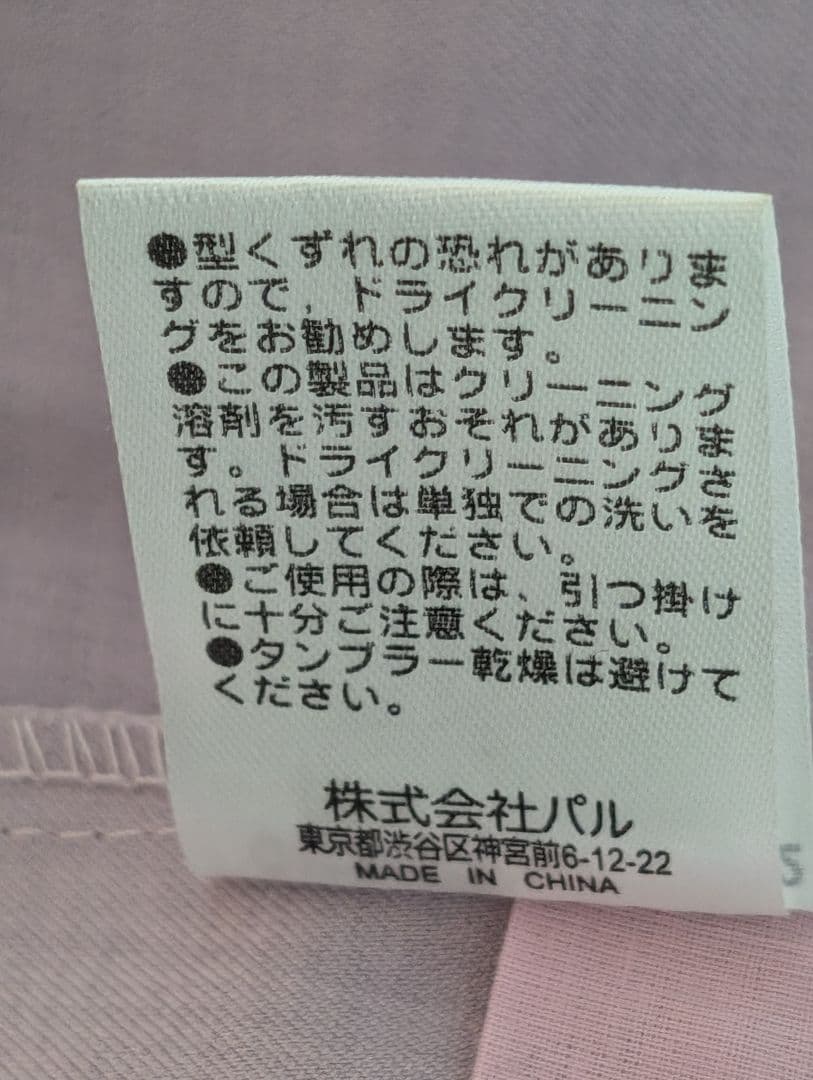 ●型くずれの恐れがありま
すので、ドライクリーニン
グをお勧めします。
●この製品はクリーニング
溶剤を汚すおそれがありま
す。ドライクリーニングさ
れる場合は単独での洗いを
依頼してください。
●ご使用の際は、引つ掛け
に十分ご注意ください。
●タンブラー乾燥は避けて
ください。
株式会社パル
東京都渋谷区神宮前6-12-22
MADE IN CHINA